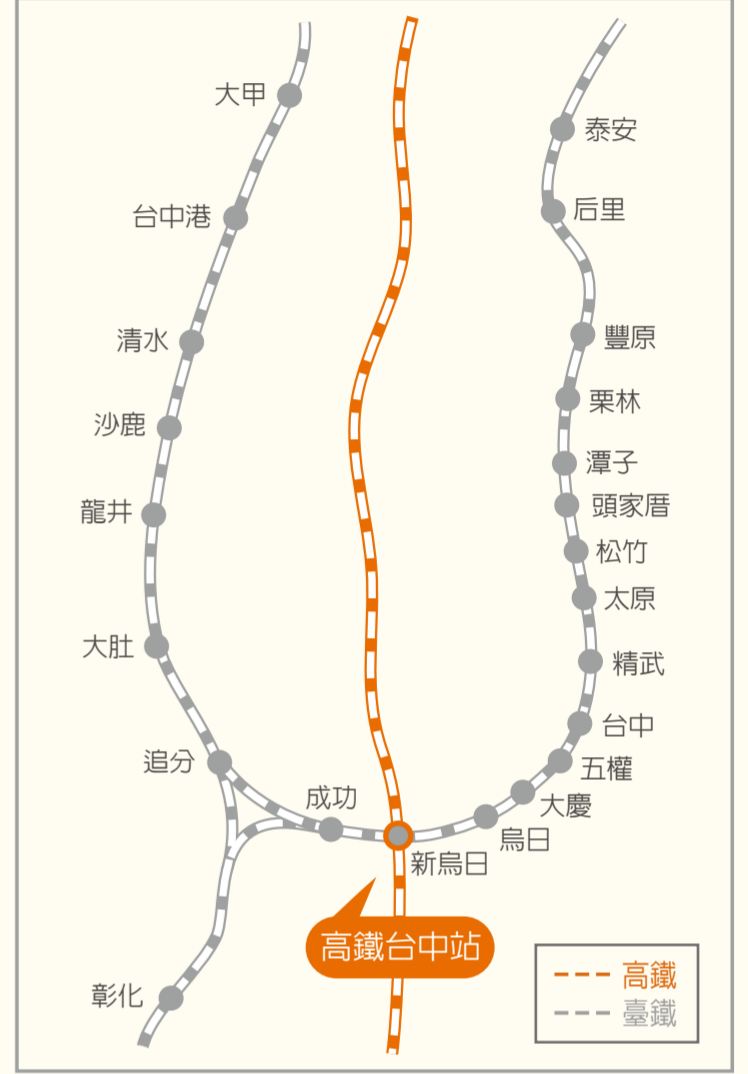 大甲
台中港
清水
沙鹿
龍井
大肚
追分
成功
彰化
泰安
后里
豐原
栗林
潭子
頭家厝
松竹
太原
精武
台中
五權
大慶
烏日
新烏日
高鐵台中站
高鐵
臺鐵